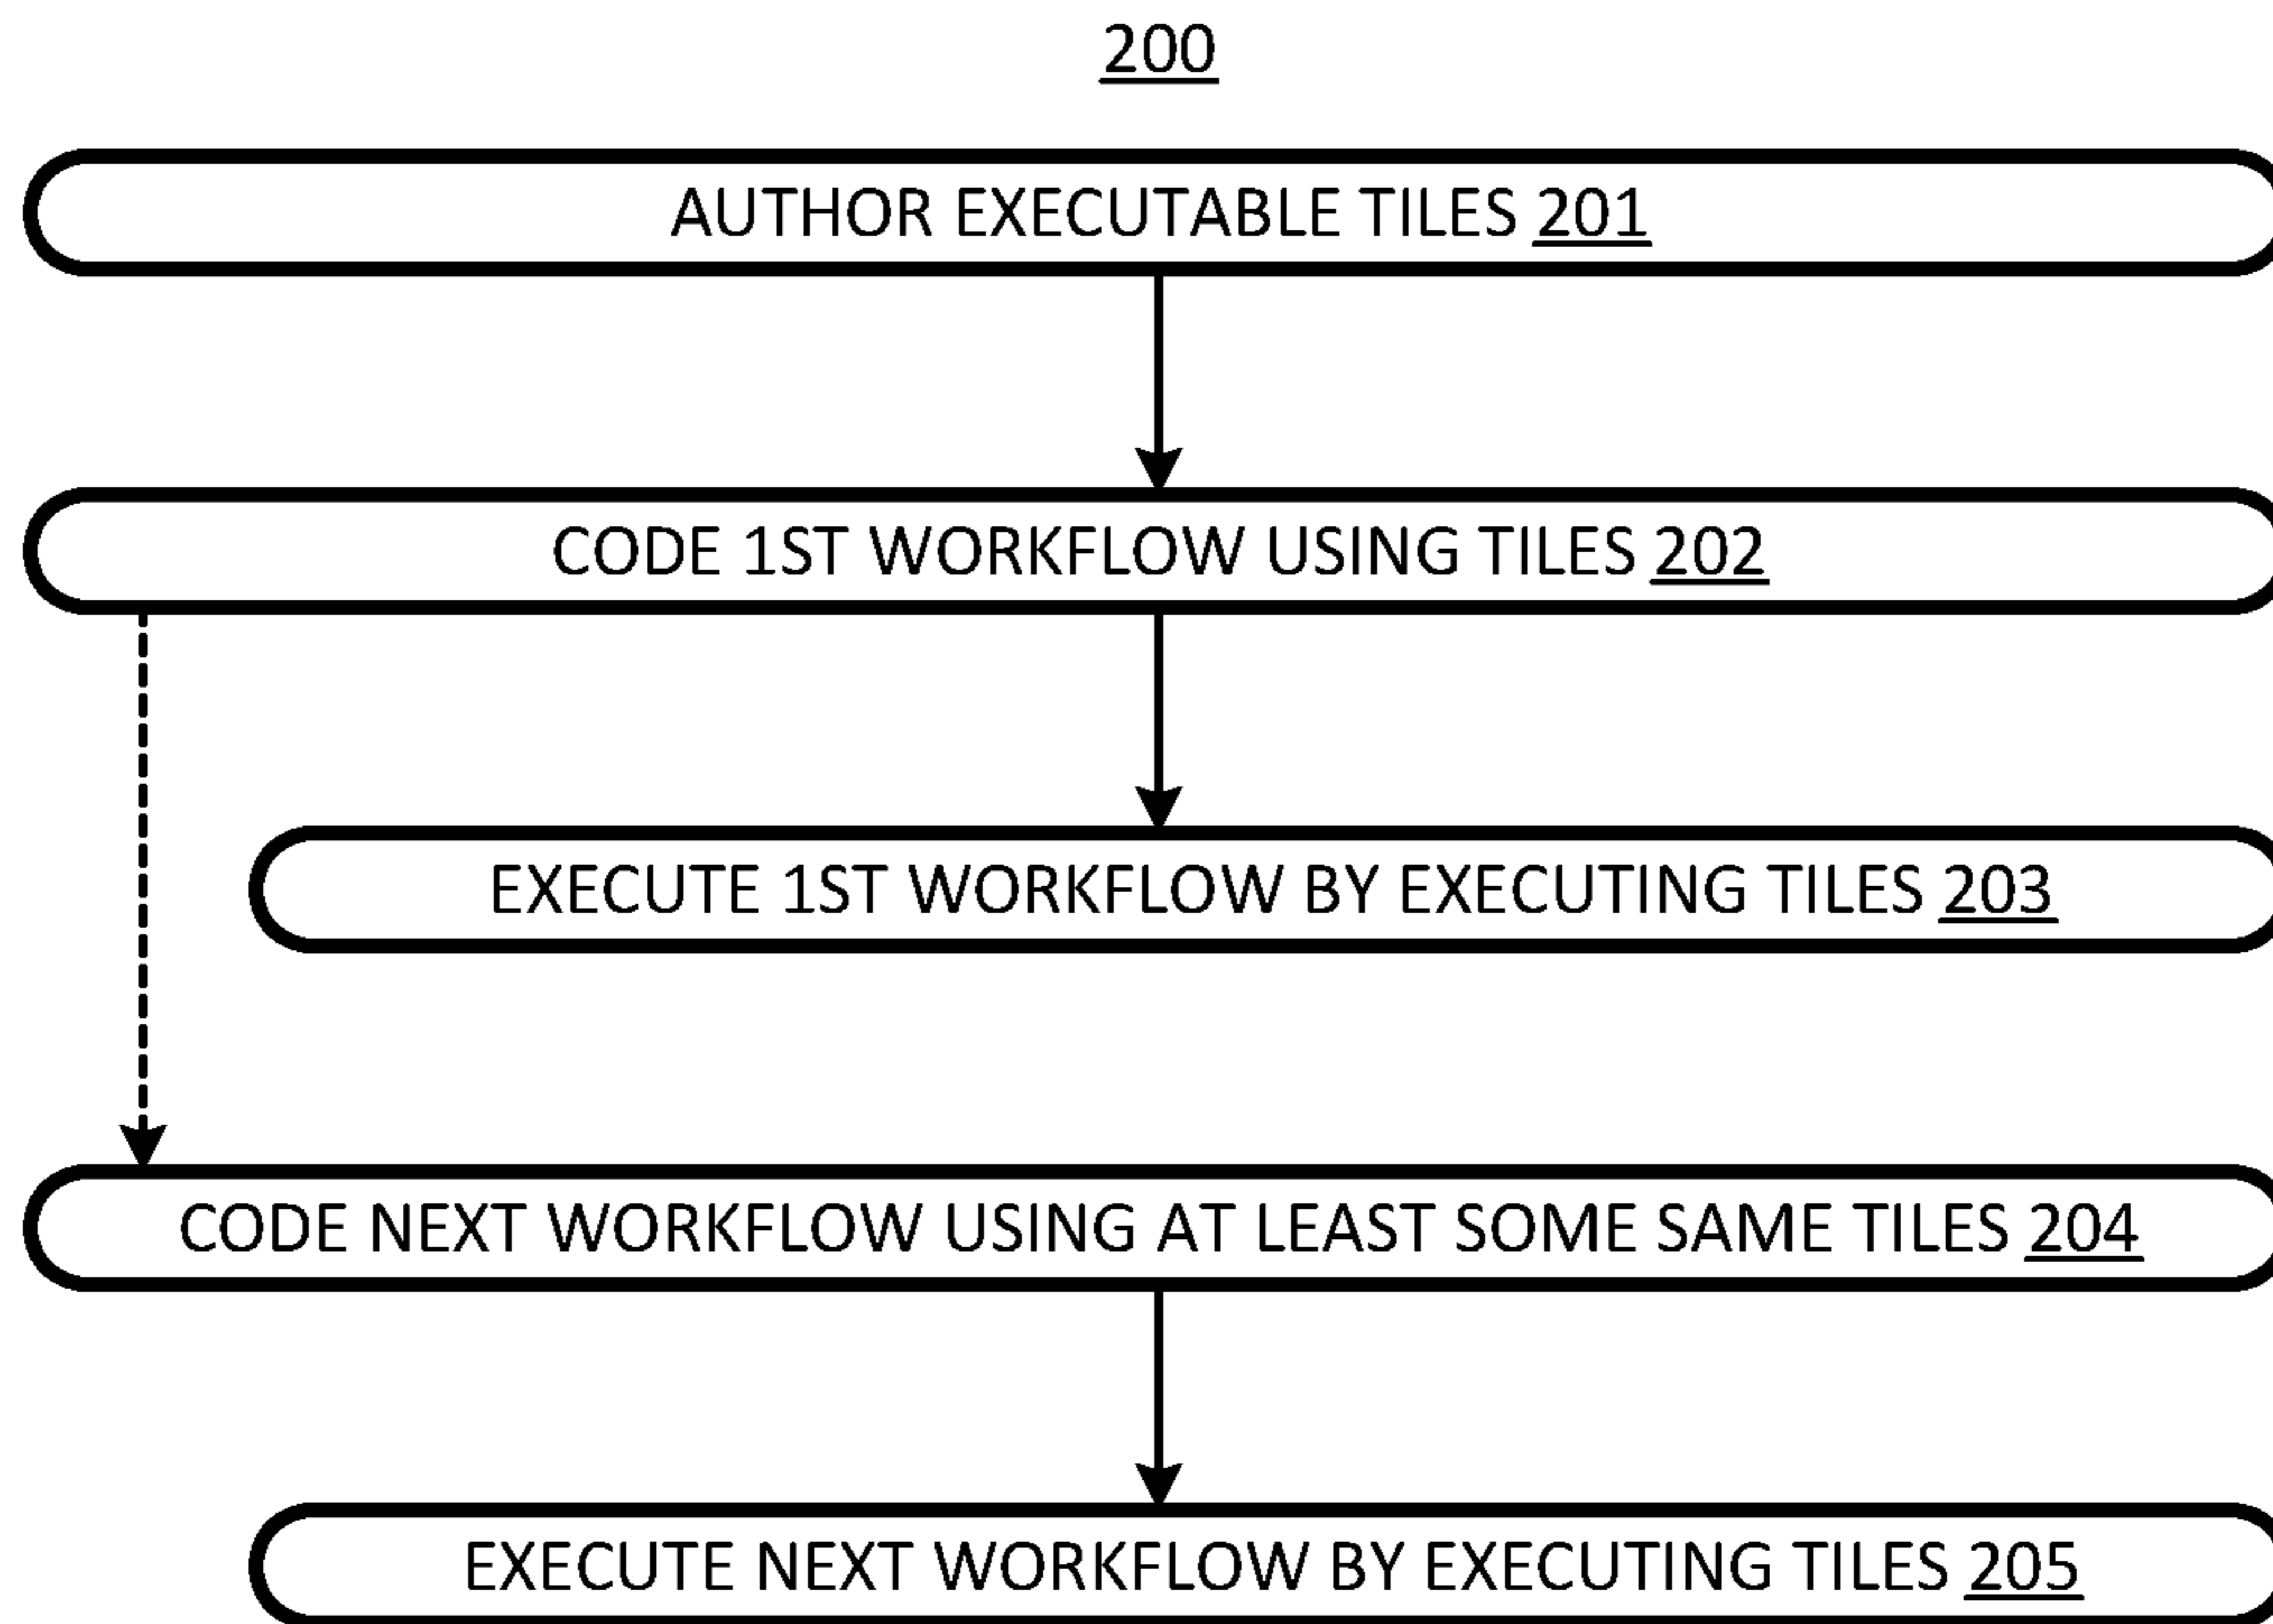 200
AUTHOR EXECUTABLE TILES 201
CODE 1ST WORKFLOW USING TILES 202
EXECUTE 1ST WORKFLOW BY EXECUTING TILES 203
CODE NEXT WORKFLOW USING AT LEAST SOME SAME TILES 204
EXECUTE NEXT WORKFLOW BY EXECUTING TILES 205